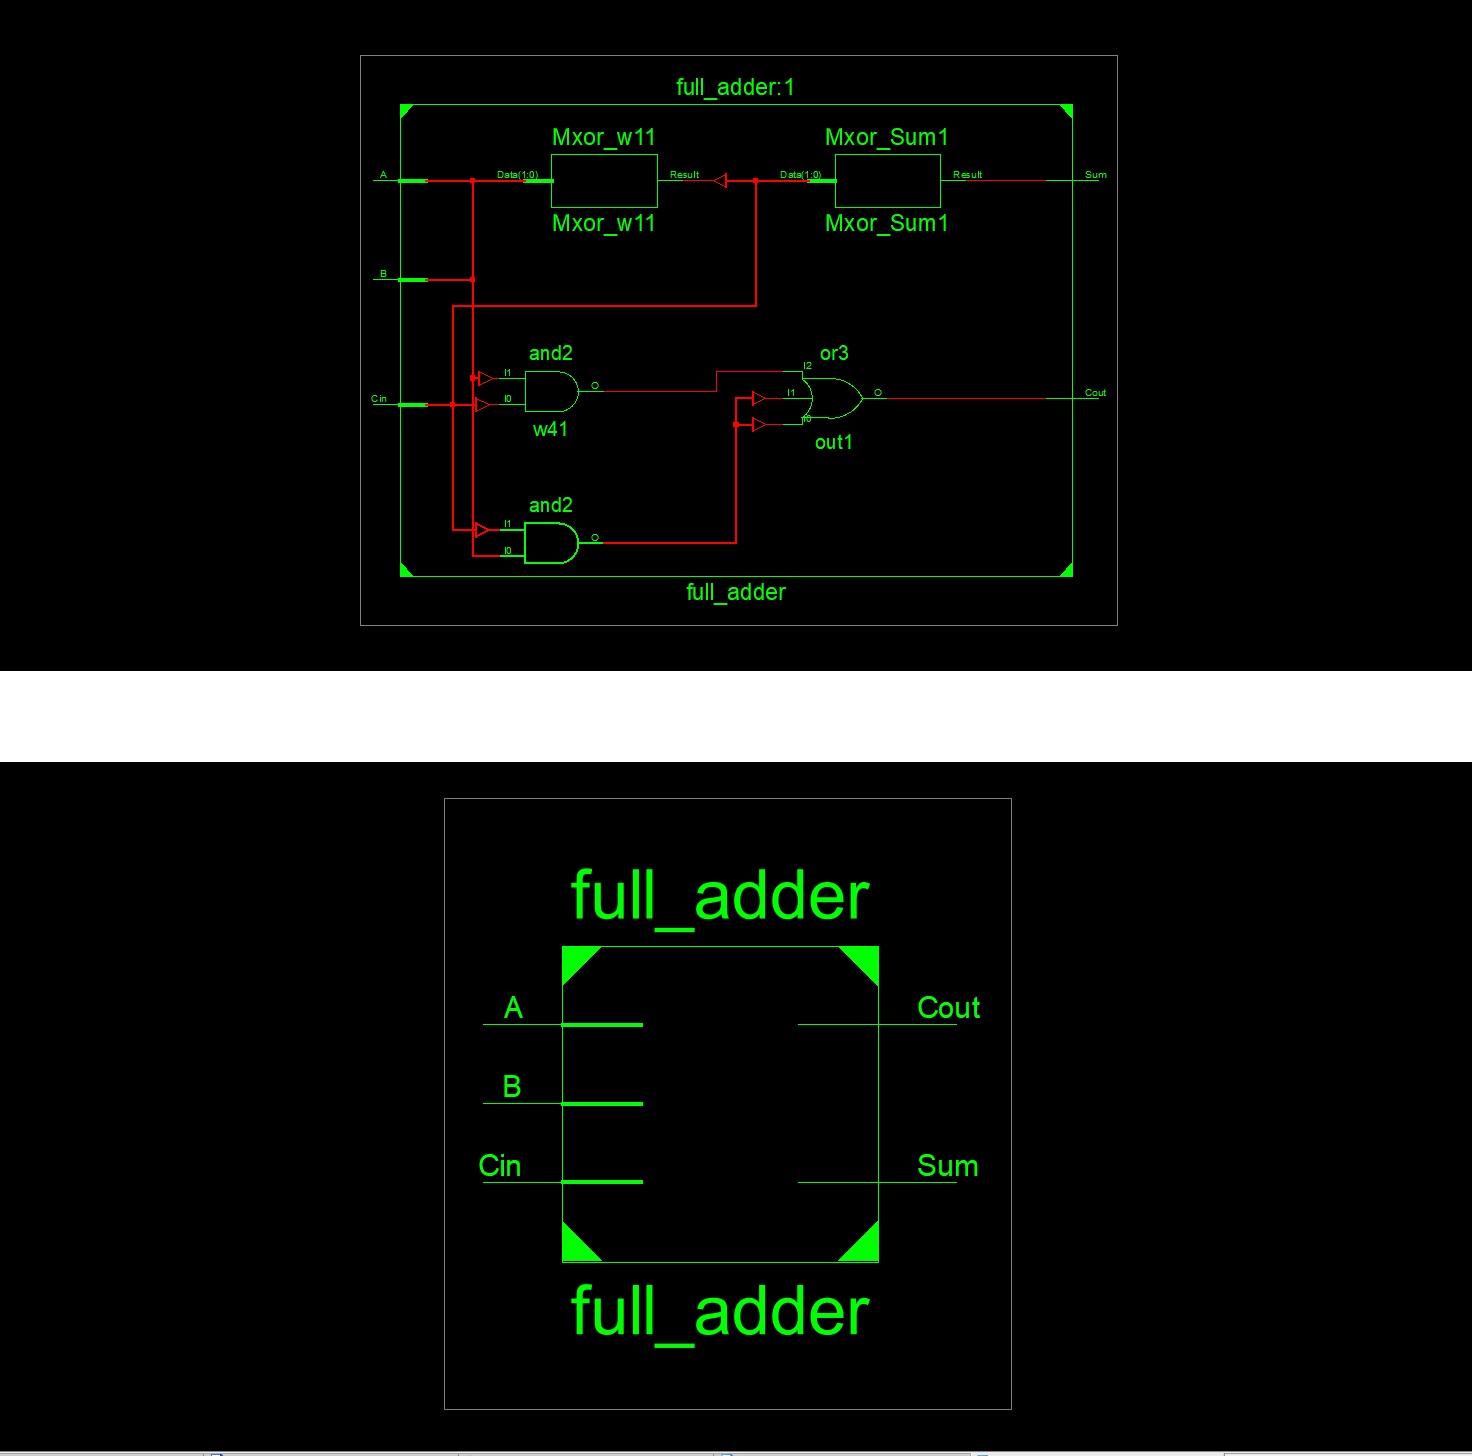 full_adder:1
Mxor_w11
Mxor_Sum1
A
Data(1:0)
Result
Data(1:0)
Result
Sum
Mxor_w11
Mxor_Sum1
B
and2
or3
I2
I1
O
I1
O
Cin
I0
Cout
I0
w41
out1
and2
I1
O
I0
full_adder
full_adder
A
Cout
B
Cin
Sum
full_adder